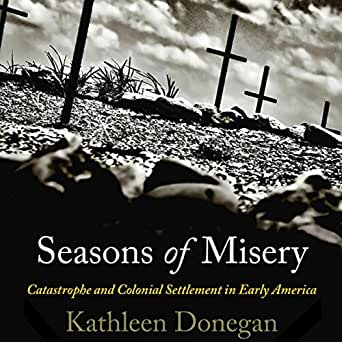 Seasons of Misery
Catastrophe and Colonial Settlement in Early America
Kathleen Donegan